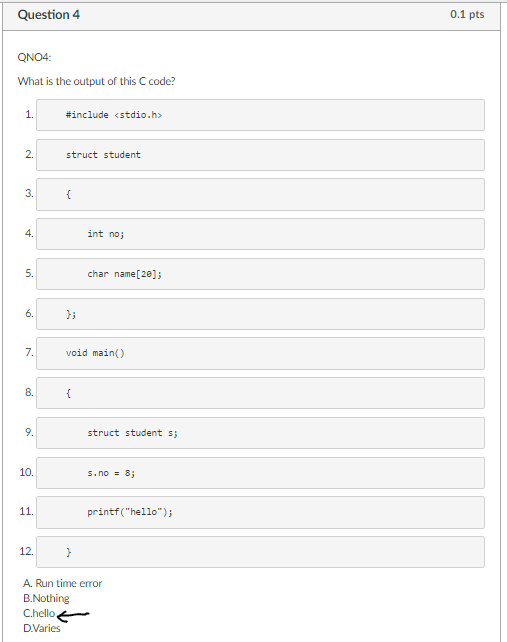 Question 4 0.1 pts
QNO4:
What is the output of this C code?
1. #include <stdio.h>
2. struct student
3. {
4. int no;
5. char name[20];
6. };
7. void main()
8. {
9. struct student s;
10. s.no = 8;
11. printf("hello");
12. }
A. Run time error
B.Nothing
C.hello
D.Varies